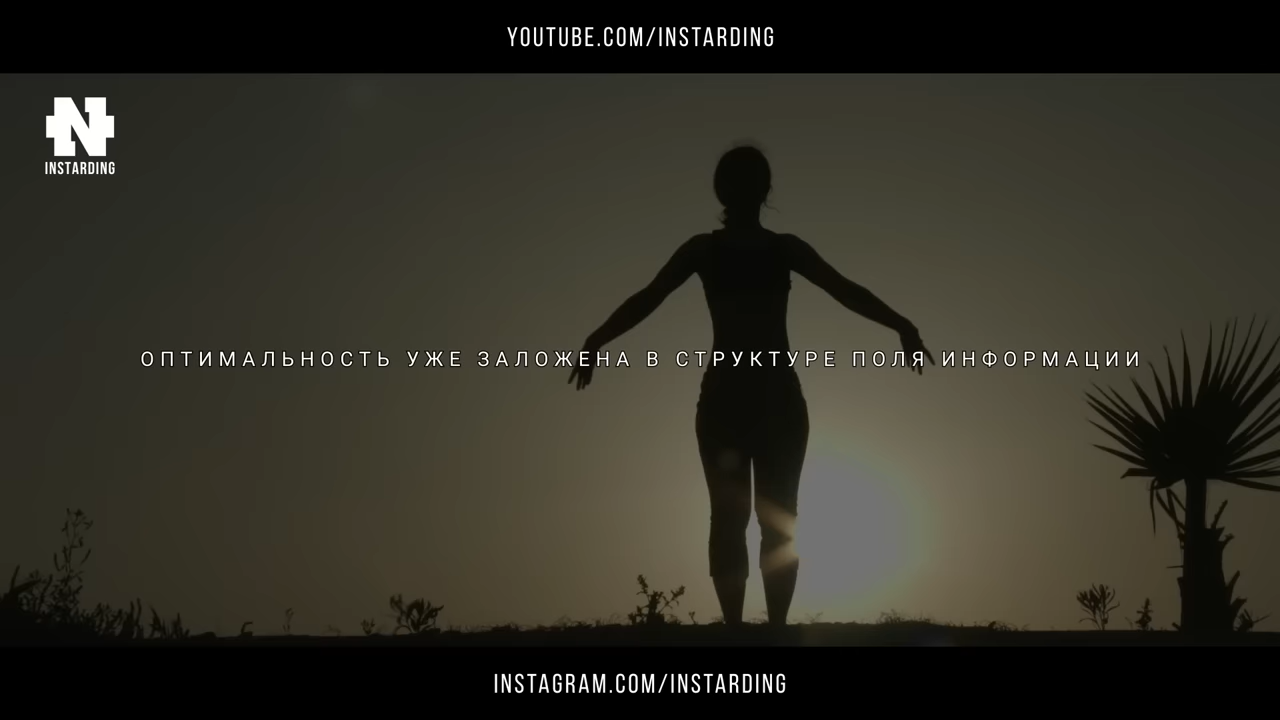 YOUTUBE.COM/INSTARDING
N
INSTARDING
ОПТИМАЛЬНОСТЬ УЖЕ ЗАЛОЖЕНА В СТРУКТУРЕ ПОЛЯ ИНФОРМАЦИИ
INSTAGRAM.COM/INSTARDING